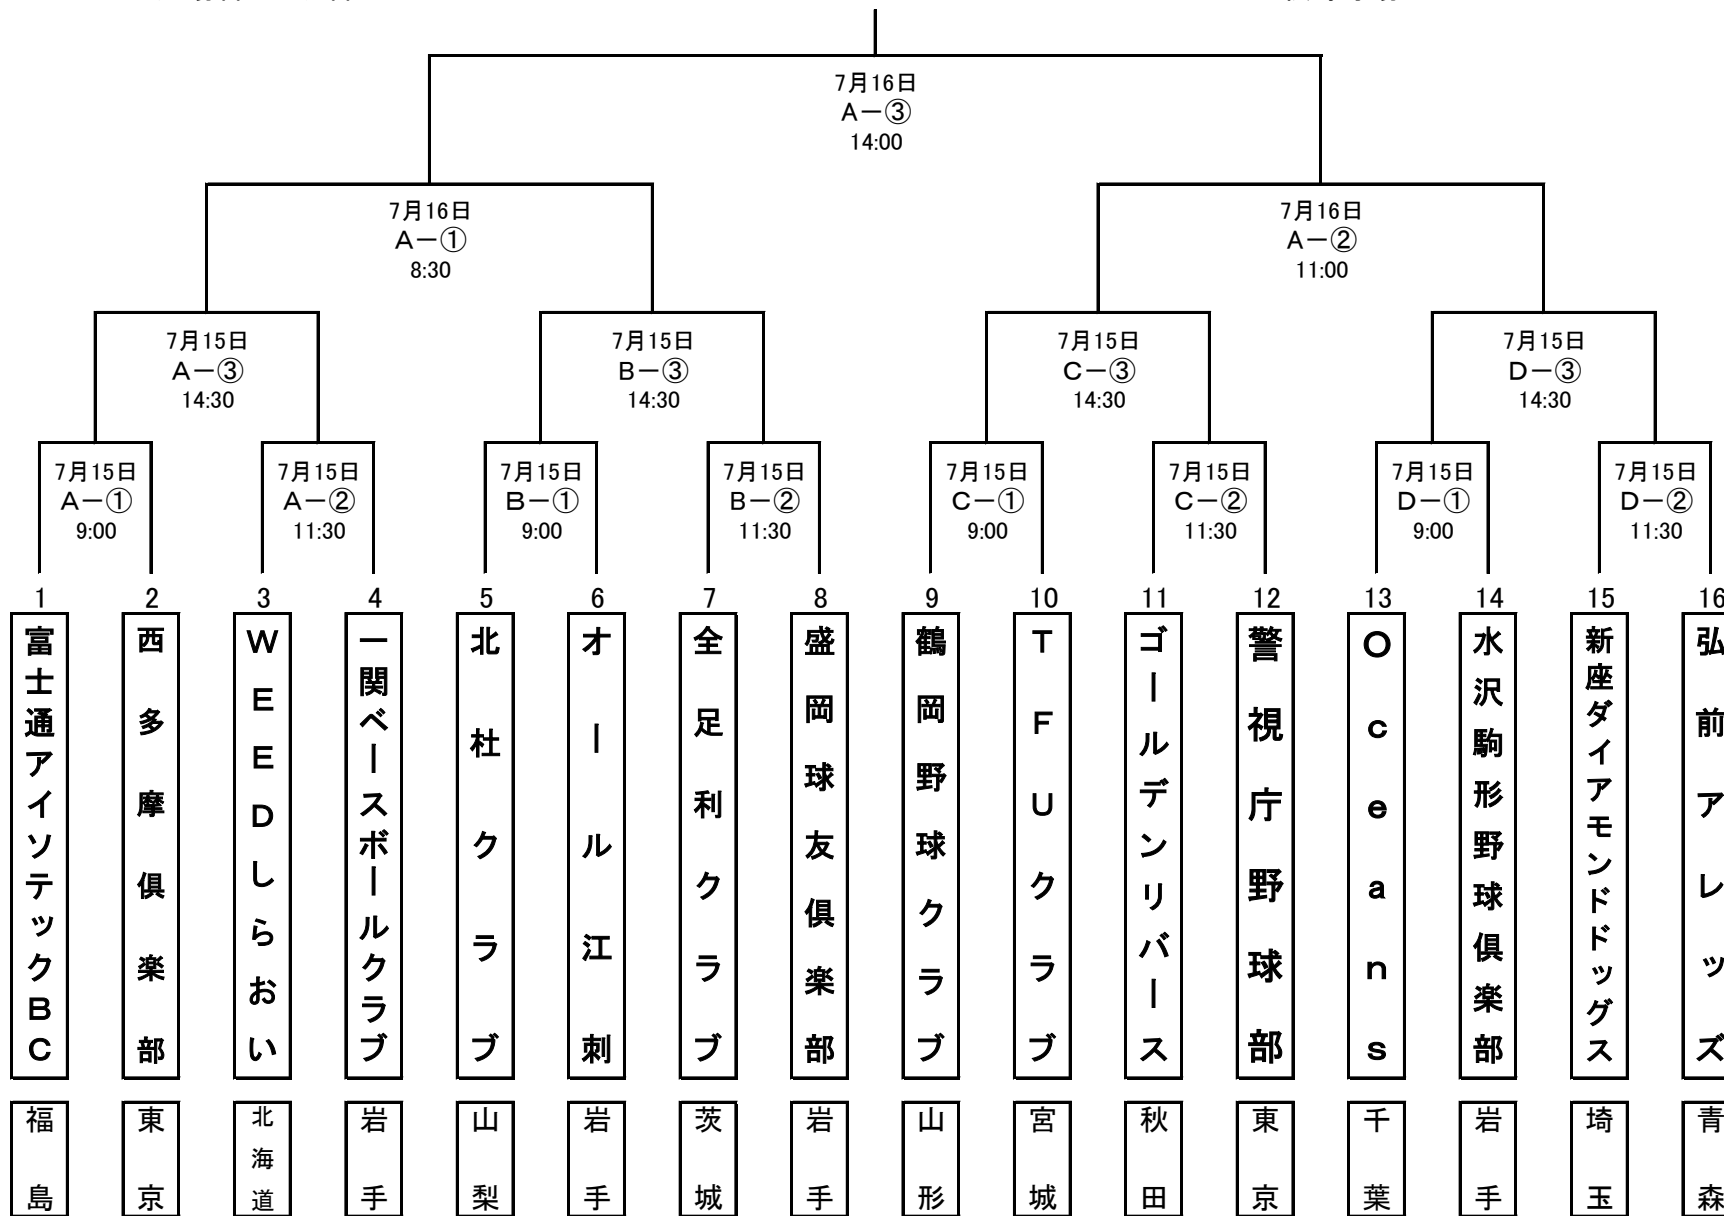 7月16日
A－③
14:00
7月16日
A－①
8:30
7月16日
A－②
11:00
7月15日
A－③
14:30
7月15日
B－③
14:30
7月15日
C－③
14:30
7月15日
D－③
14:30
7月15日
A－①
9:00
7月15日
A－②
11:30
7月15日
B－①
9:00
7月15日
B－②
11:30
7月15日
C－①
9:00
7月15日
C－②
11:30
7月15日
D－①
9:00
7月15日
D－②
11:30
1
2
3
4
5
6
7
8
9
10
11
12
13
14
15
16
富士通アイソテックBC
西多摩倶楽部
WEEDしらおい
一関ベースボールクラブ
北杜クラブ
オール江刺
全足利クラブ
盛岡球友倶楽部
鶴岡野球クラブ
TFUクラブ
ゴールデンリバース
警視庁野球部
Oceans
水沢駒形野球倶楽部
新座ダイアモンドドッグス
弘前アレッズ
福島
東京
北海道
岩手
山梨
岩手
茨城
岩手
山形
宮城
秋田
東京
千葉
岩手
埼玉
青森